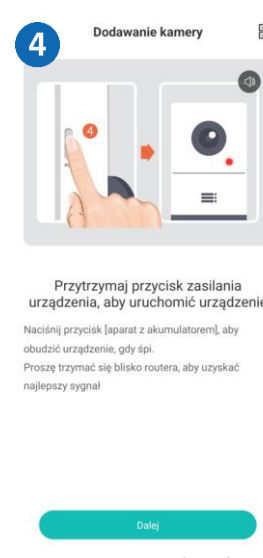 4
Dodawanie kamery
4
Przytrzymaj przycisk zasilania
urządzenia, aby uruchomić urządzenie
Naciśnij przycisk [aparat z akumulatorem], aby
obudzić urządzenie, gdy śpi.
Proszę trzymać się blisko routera, aby uzyskać
najlepszy sygnał
Dalej